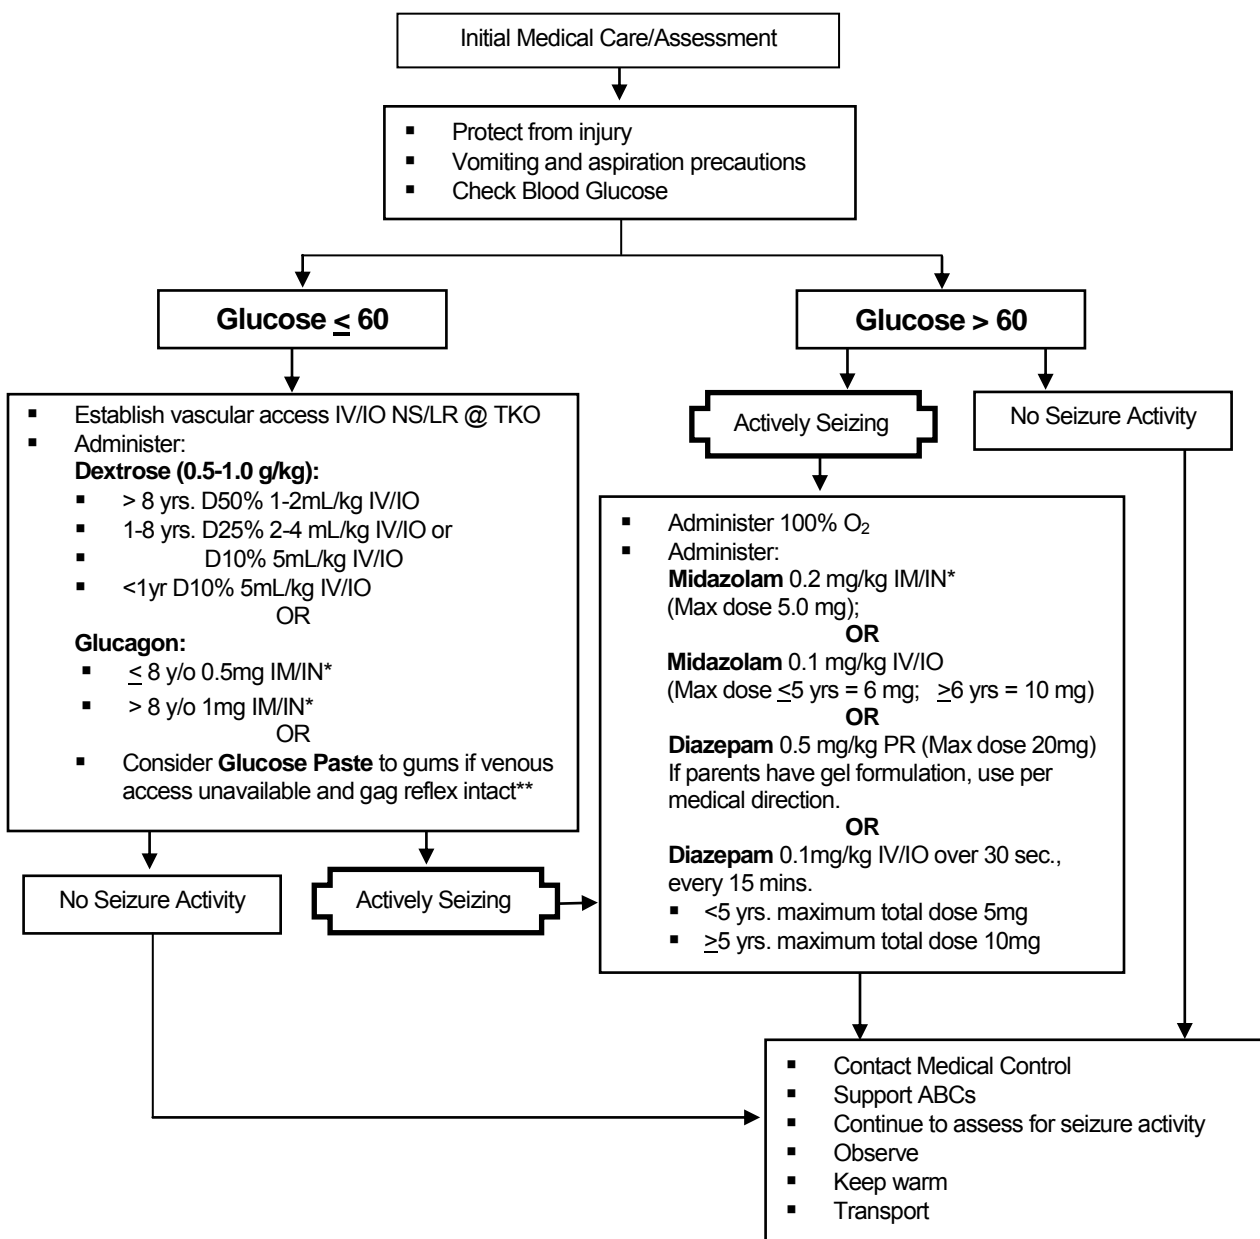 Initial Medical Care/Assessment
▪ Protect from injury
▪ Vomiting and aspiration precautions
▪ Check Blood Glucose
Glucose ≤ 60
Glucose > 60
▪ Establish vascular access IV/IO NS/LR @ TKO
▪ Administer:
Dextrose (0.5-1.0 g/kg):
▪ > 8 yrs. D50% 1-2mL/kg IV/IO
▪ 1-8 yrs. D25% 2-4 mL/kg IV/IO or
▪ D10% 5mL/kg IV/IO
▪ <1yr D10% 5mL/kg IV/IO
OR
Glucagon:
▪ ≤ 8 y/o 0.5mg IM/IN*
▪ > 8 y/o 1mg IM/IN*
OR
▪ Consider Glucose Paste to gums if venous
access unavailable and gag reflex intact**
Actively Seizing
No Seizure Activity
▪ Administer 100% O₂
▪ Administer:
Midazolam 0.2 mg/kg IM/IN*
(Max dose 5.0 mg);
OR
Midazolam 0.1 mg/kg IV/IO
(Max dose ≤5 yrs = 6 mg; ≥6 yrs = 10 mg)
OR
Diazepam 0.5 mg/kg PR (Max dose 20mg)
If parents have gel formulation, use per
medical direction.
OR
Diazepam 0.1mg/kg IV/IO over 30 sec.,
every 15 mins.
▪ <5 yrs. maximum total dose 5mg
▪ ≥5 yrs. maximum total dose 10mg
No Seizure Activity
Actively Seizing
▪ Contact Medical Control
▪ Support ABCs
▪ Continue to assess for seizure activity
▪ Observe
▪ Keep warm
▪ Transport